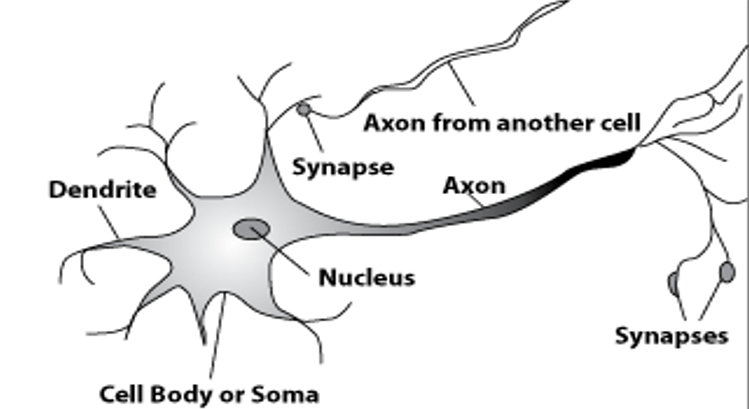 Axon from another cell
Synapse
Axon
Dendrite
Nucleus
Synapses
Cell Body or Soma